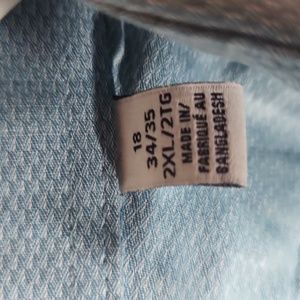 18
34/35
2XL/2TG
MADE IN/
FABRIQUÉ AU
BANGLADESH